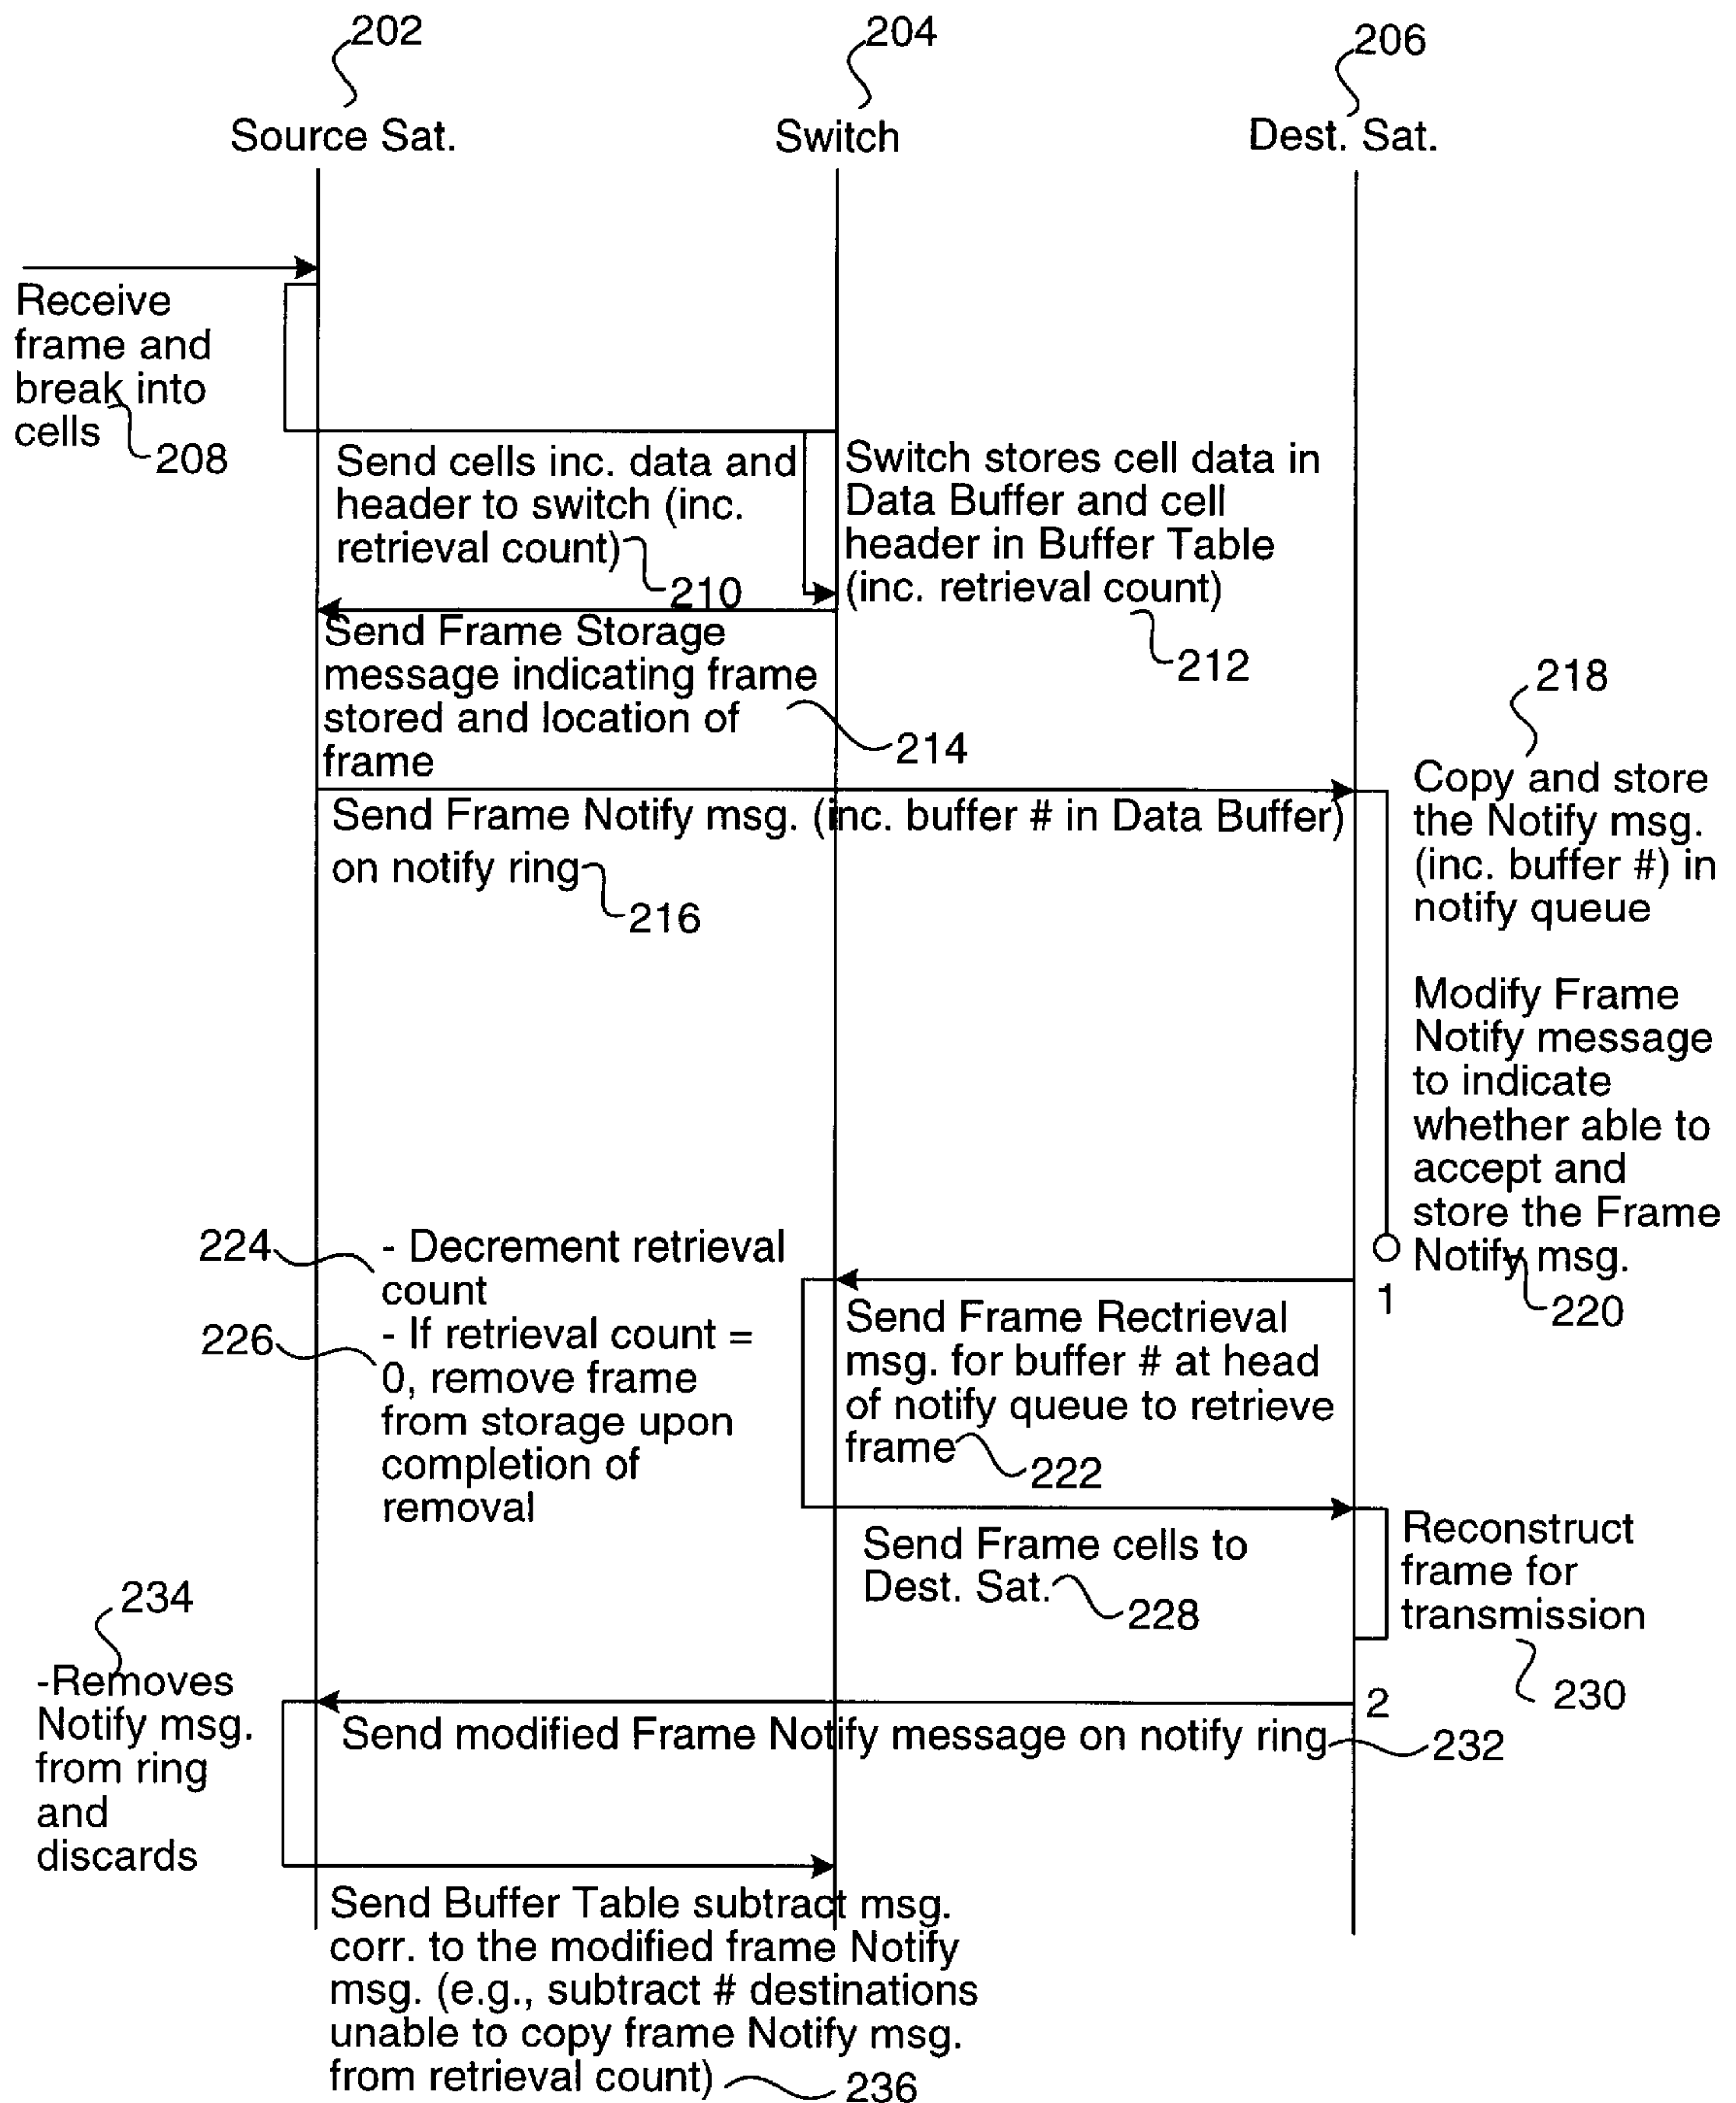 202
204
206
Source Sat.
Switch
Dest. Sat.
Receive
frame and
break into
cells
208
Send cells inc. data and
header to switch (inc.
retrieval count)
210
Switch stores cell data in
Data Buffer and cell
header in Buffer Table
(inc. retrieval count)
212
Send Frame Storage
message indicating frame
stored and location of
frame
214
Send Frame Notify msg. (inc. buffer # in Data Buffer)
on notify ring
216
218
Copy and store
the Notify msg.
(inc. buffer #) in
notify queue
Modify Frame
Notify message
to indicate
whether able to
accept and
store the Frame
Notify msg.
220
1
224
- Decrement retrieval
count
226
- If retrieval count =
0, remove frame
from storage upon
completion of
removal
Send Frame Rectrieval
msg. for buffer # at head
of notify queue to retrieve
frame
222
Send Frame cells to
Dest. Sat.
228
Reconstruct
frame for
transmission
230
234
-Removes
Notify msg.
from ring
and
discards
2
Send modified Frame Notify message on notify ring
232
Send Buffer Table subtract msg.
corr. to the modified frame Notify
msg. (e.g., subtract # destinations
unable to copy frame Notify msg.
from retrieval count)
236